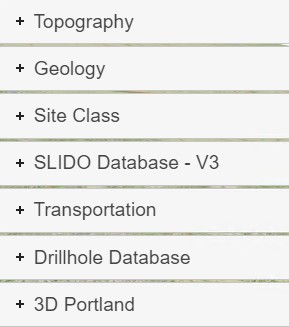 + Topography
+ Geology
+ Site Class
+ SLIDO Database - V3
+ Transportation
+ Drillhole Database
+ 3D Portland